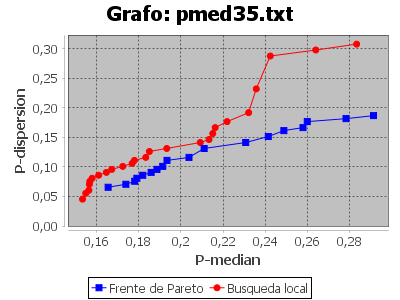 Grafo: pmed35.txt
P-dispersion
0,30
0,25
0,20
0,15
0,10
0,05
0,00
0,16 0,18 0,2 0,22 0,24 0,26 0,28
P-median
Frente de Pareto Busqueda local